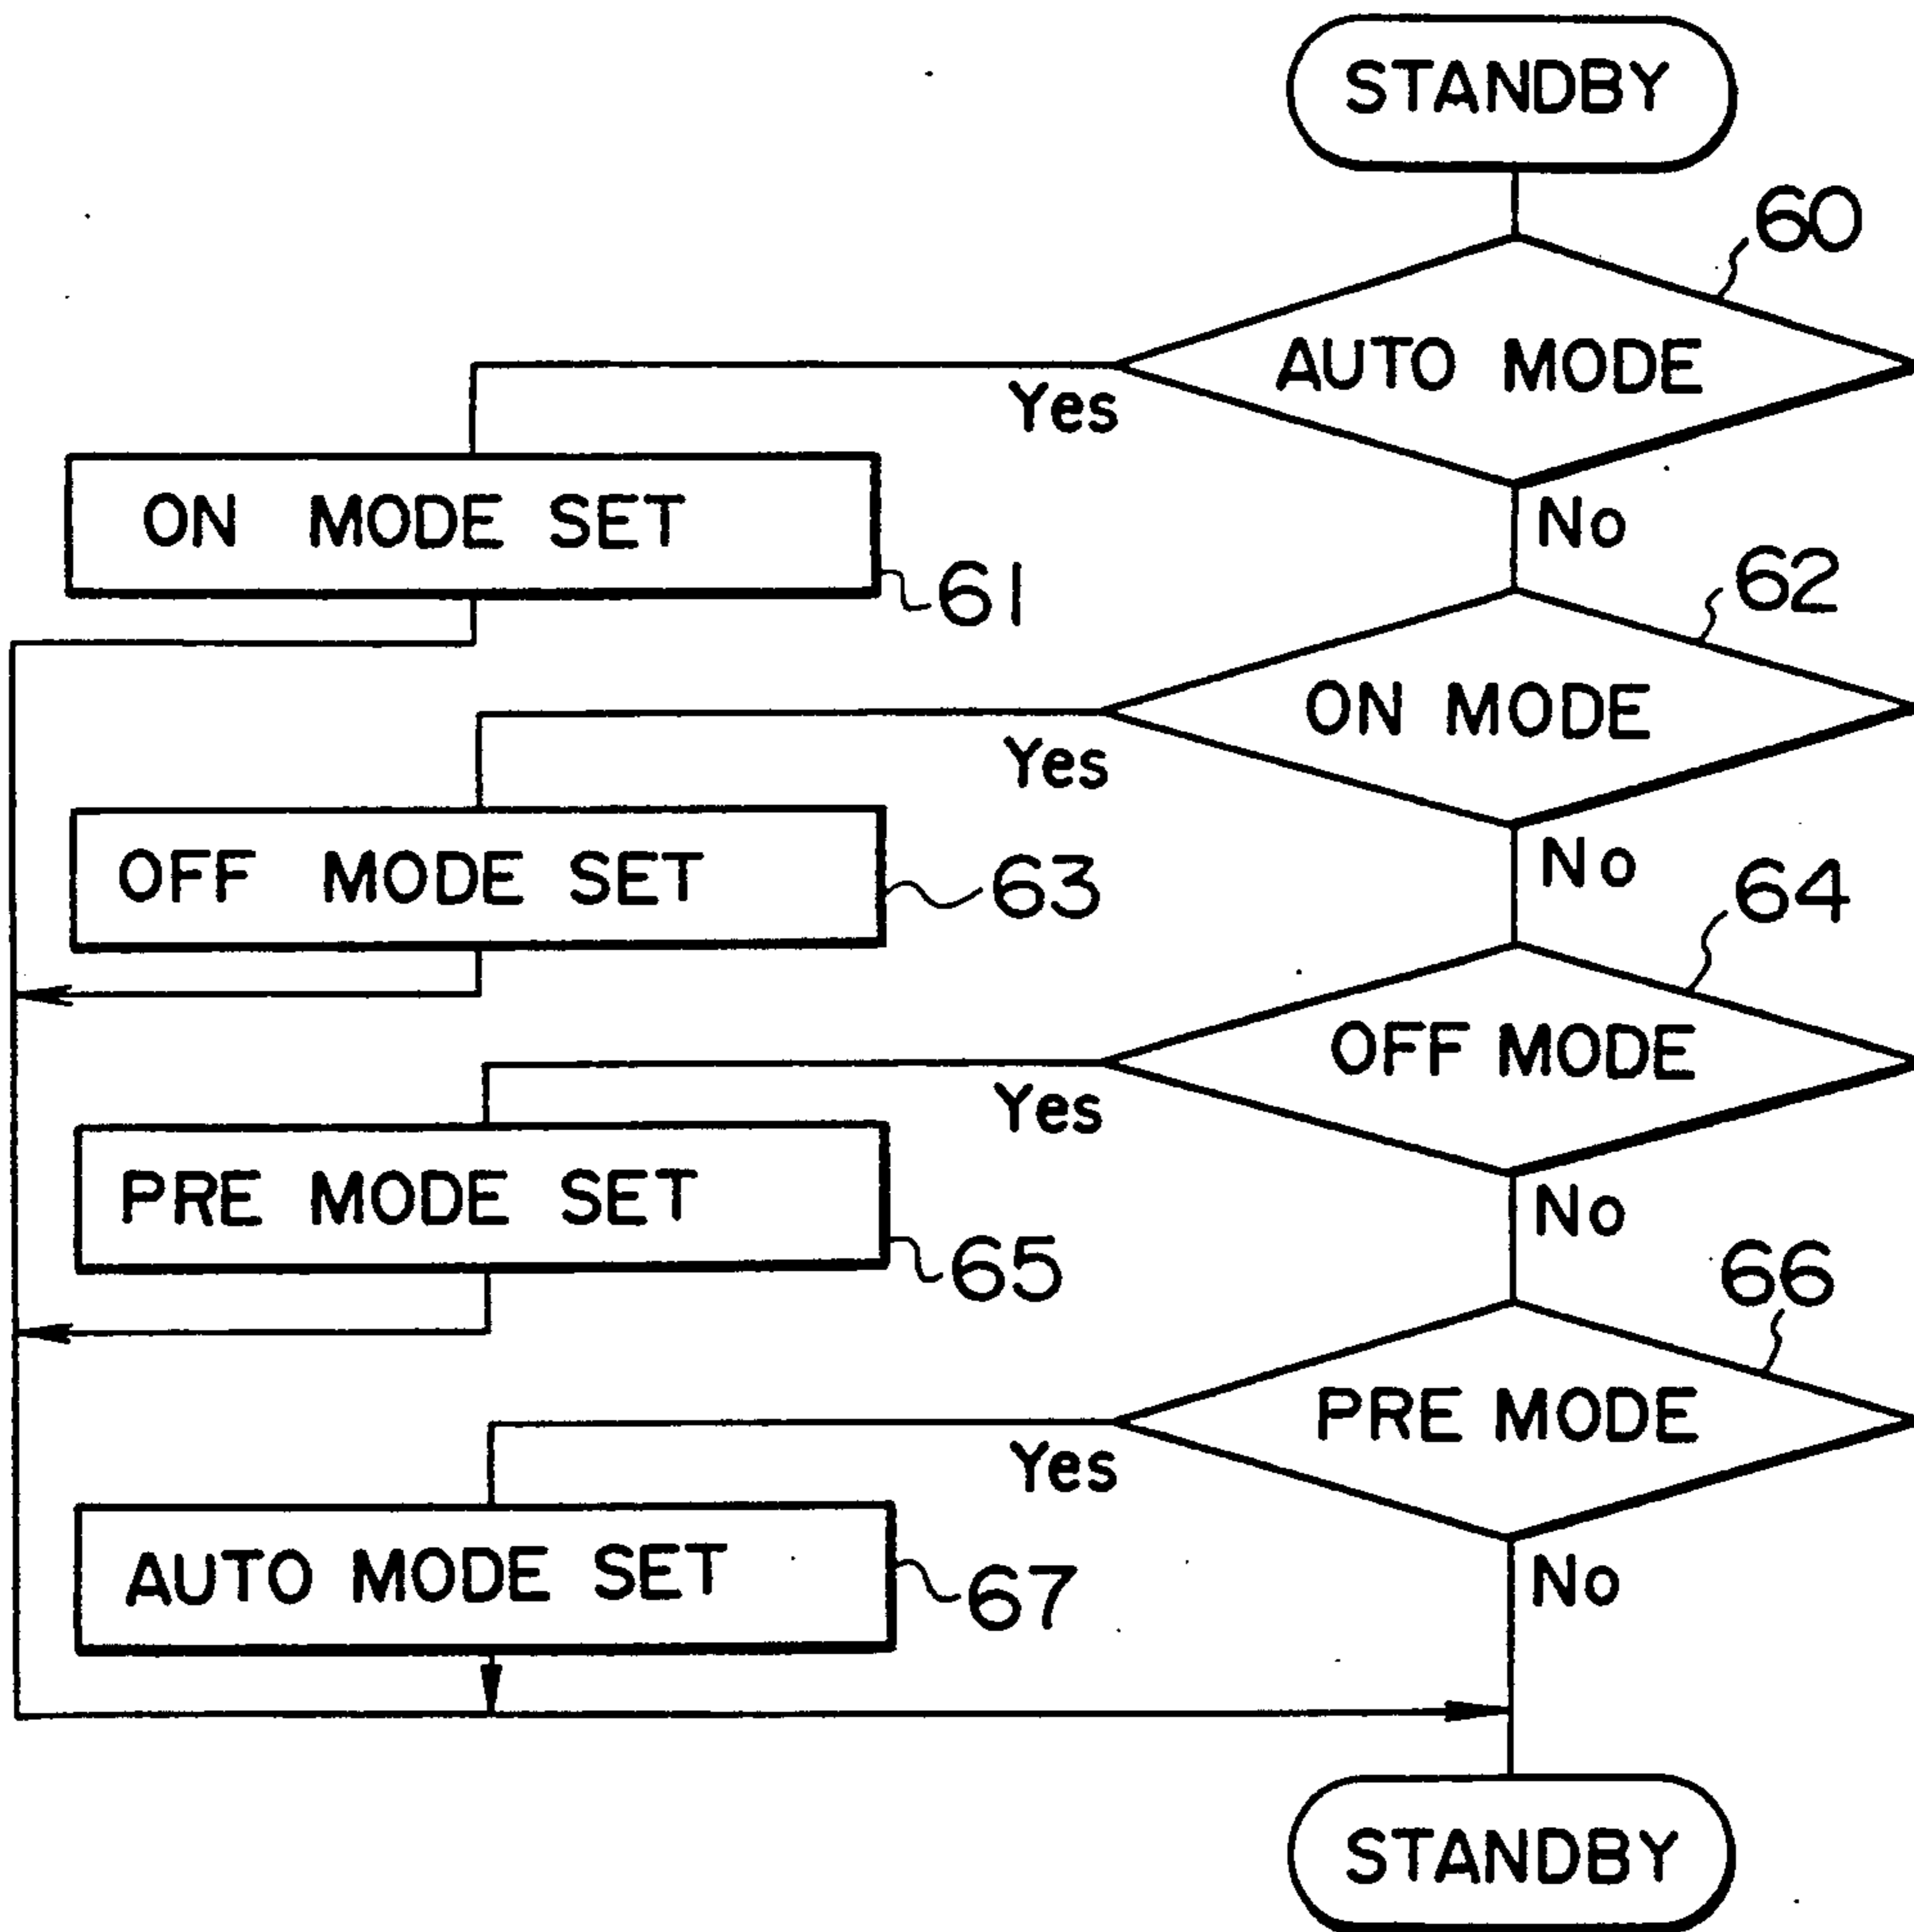 STANDBY
60
AUTO MODE
Yes
No
ON MODE SET
61
62
ON MODE
Yes
No
OFF MODE SET
63
64
OFF MODE
Yes
No
PRE MODE SET
65
66
PRE MODE
Yes
No
AUTO MODE SET
67
STANDBY